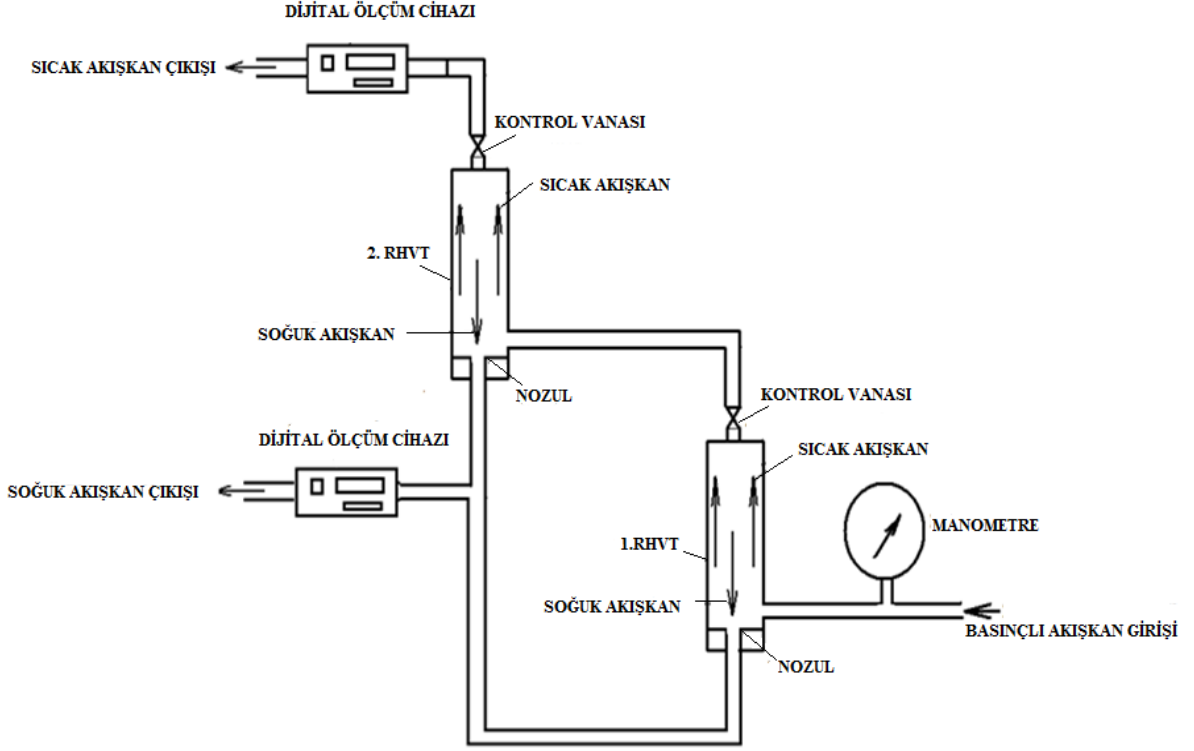 DİJİTAL ÖLÇÜM CİHAZI
SICAK AKIŞKAN ÇIKIŞI
KONTROL VANASI
SICAK AKIŞKAN
2. RHVT
SOĞUK AKIŞKAN
NOZUL
KONTROL VANASI
DİJİTAL ÖLÇÜM CİHAZI
SICAK AKIŞKAN
SOĞUK AKIŞKAN ÇIKIŞI
MANOMETRE
1.RHVT
SOĞUK AKIŞKAN
BASINÇLI AKIŞKAN GİRİŞİ
NOZUL